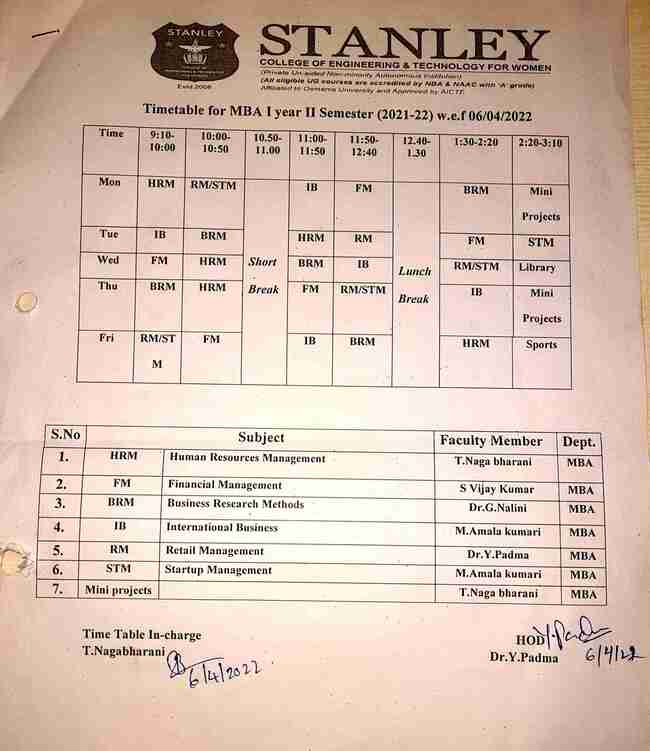 STANLEY
Estd.2008
STANLEY
COLLEGE OF ENGINEERING & TECHNOLOGY FOR WOMEN
(Private Un-aided Non-minority Autonomous Institution)
(All eligible UG courses are accredited by NBA & NAAC with 'A' grade)
Affiliated to Osmania University and Approved by AICTE
Timetable for MBA I year II Semester (2021-22) w.e.f 06/04/2022
Time 9:10-10:00 10:00-10:50 10.50-11.00 11:00-11:50 11:50-12:40 12.40-1.30 1:30-2:20 2:20-3:10
Mon HRM RM/STM IB FM BRM Mini Projects
Tue IB BRM HRM RM FM STM
Wed FM HRM Short Break BRM IB Lunch Break RM/STM Library
Thu BRM HRM FM RM/STM IB Mini Projects
Fri RM/STM FM IB BRM HRM Sports
S.No Subject Faculty Member Dept.
1. HRM Human Resources Management T.Naga bharani MBA
2. FM Financial Management S Vijay Kumar MBA
3. BRM Business Research Methods Dr.G.Nalini MBA
4. IB International Business M.Amala kumari MBA
5. RM Retail Management Dr.Y.Padma MBA
6. STM Startup Management M.Amala kumari MBA
7. Mini projects T.Naga bharani MBA
Time Table In-charge HOD
T.Nagabharani 6/4/2022 Dr.Y.Padma 6/4/22